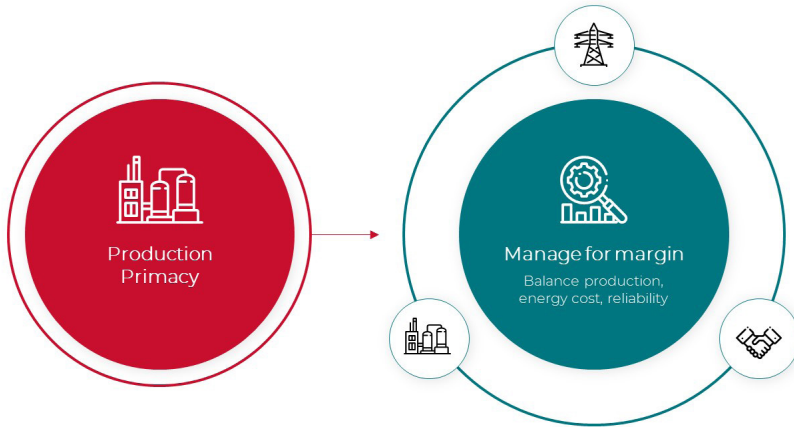 Production
Primacy
Manage for margin
Balance production,
energy cost, reliability